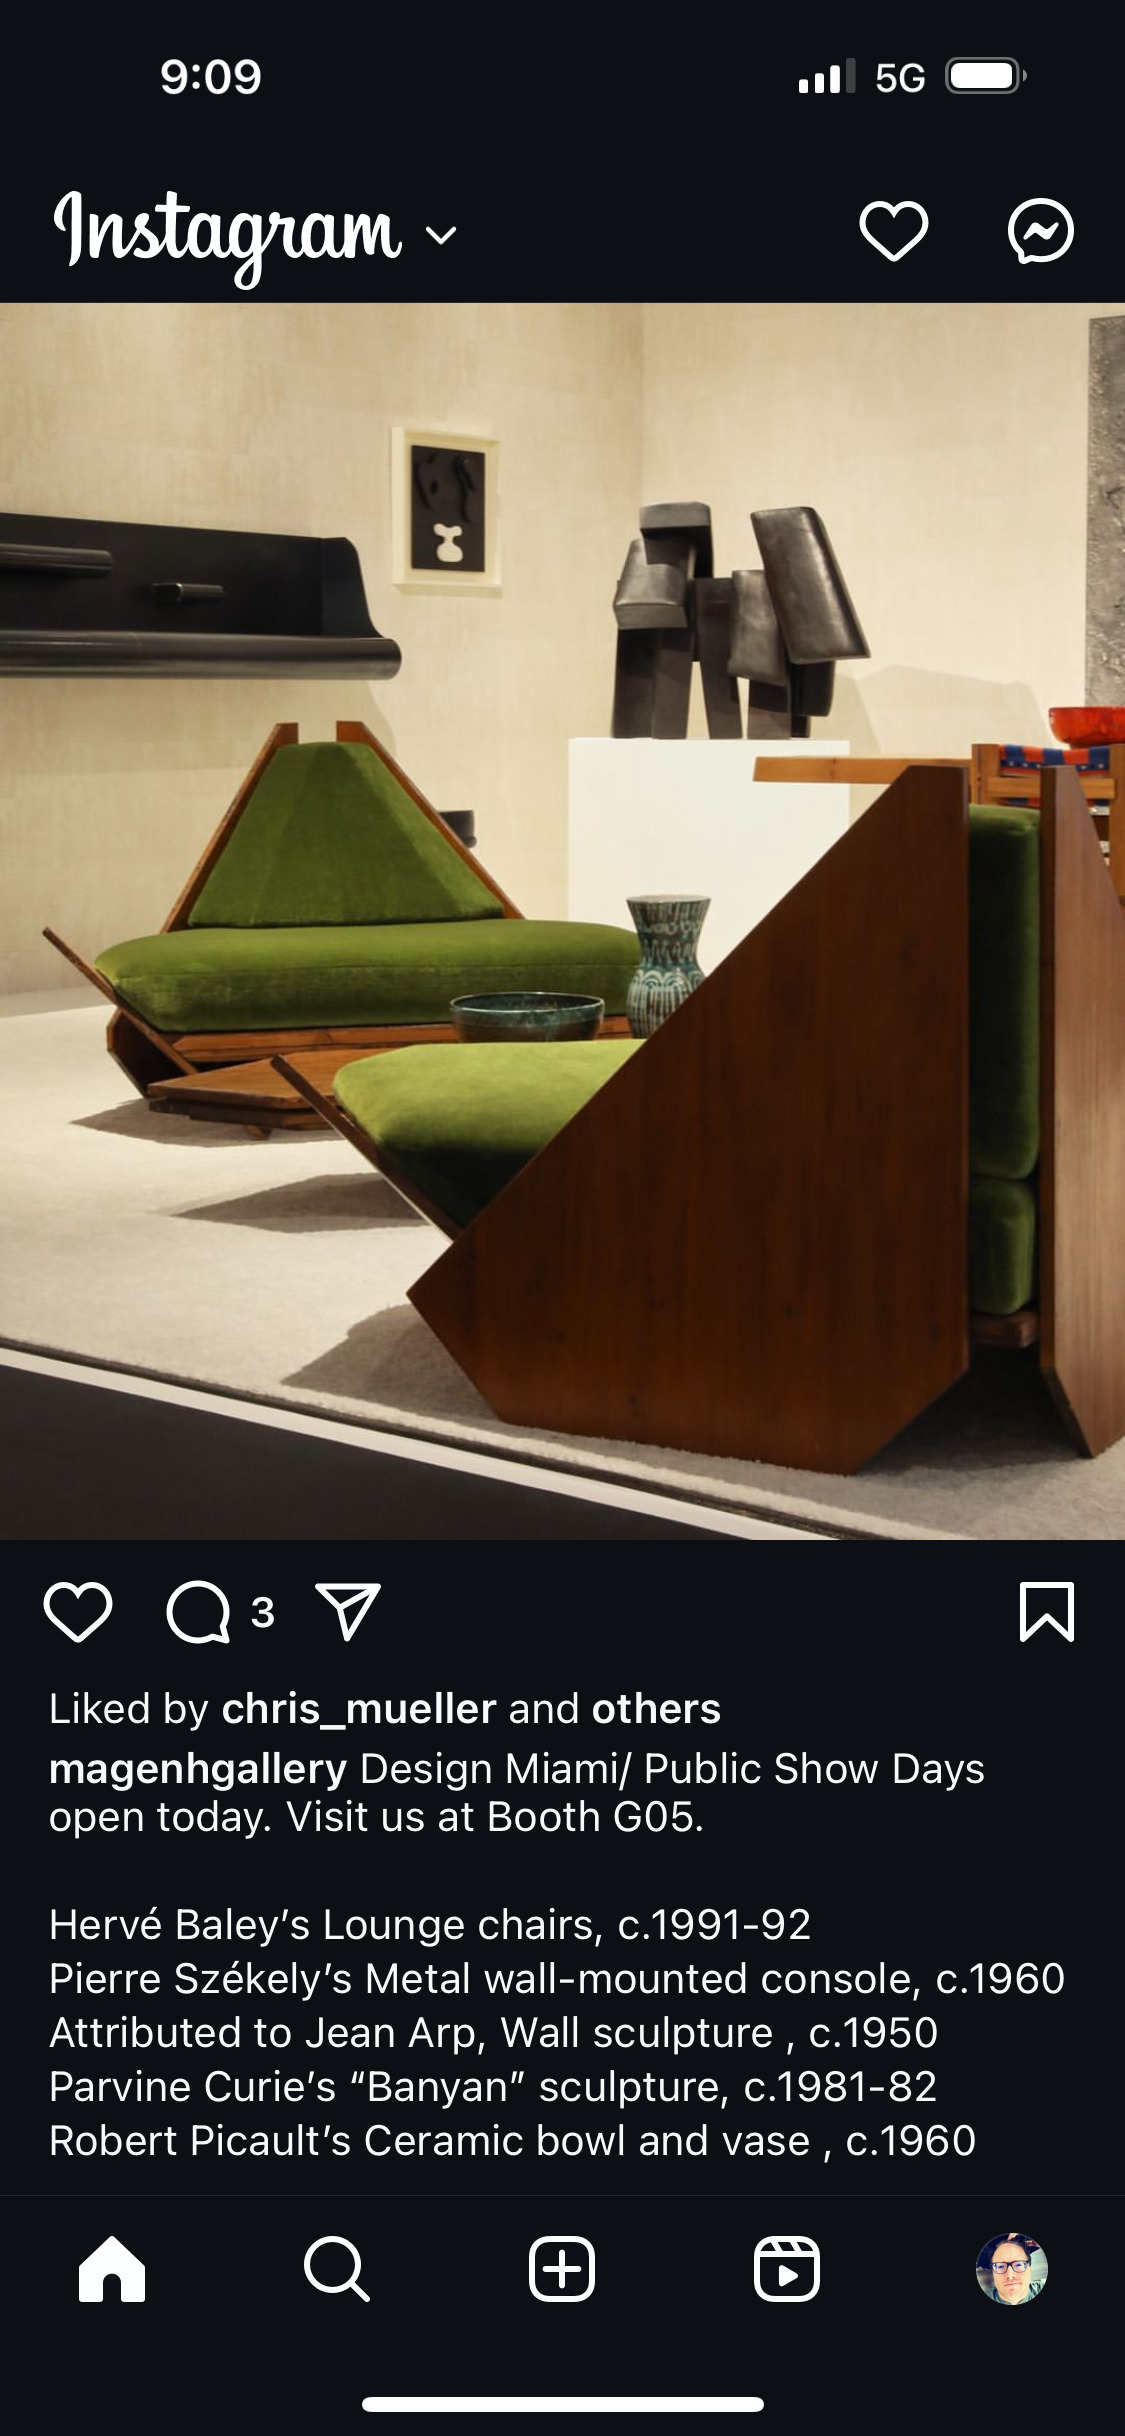 9:09 5G
Instagram
3
Liked by chris_mueller and others
magenhgallery Design Miami/ Public Show Days
open today. Visit us at Booth G05.
Hervé Baley’s Lounge chairs, c.1991-92
Pierre Székely’s Metal wall-mounted console, c.1960
Attributed to Jean Arp, Wall sculpture , c.1950
Parvine Curie’s “Banyan” sculpture, c.1981-82
Robert Picault’s Ceramic bowl and vase , c.1960